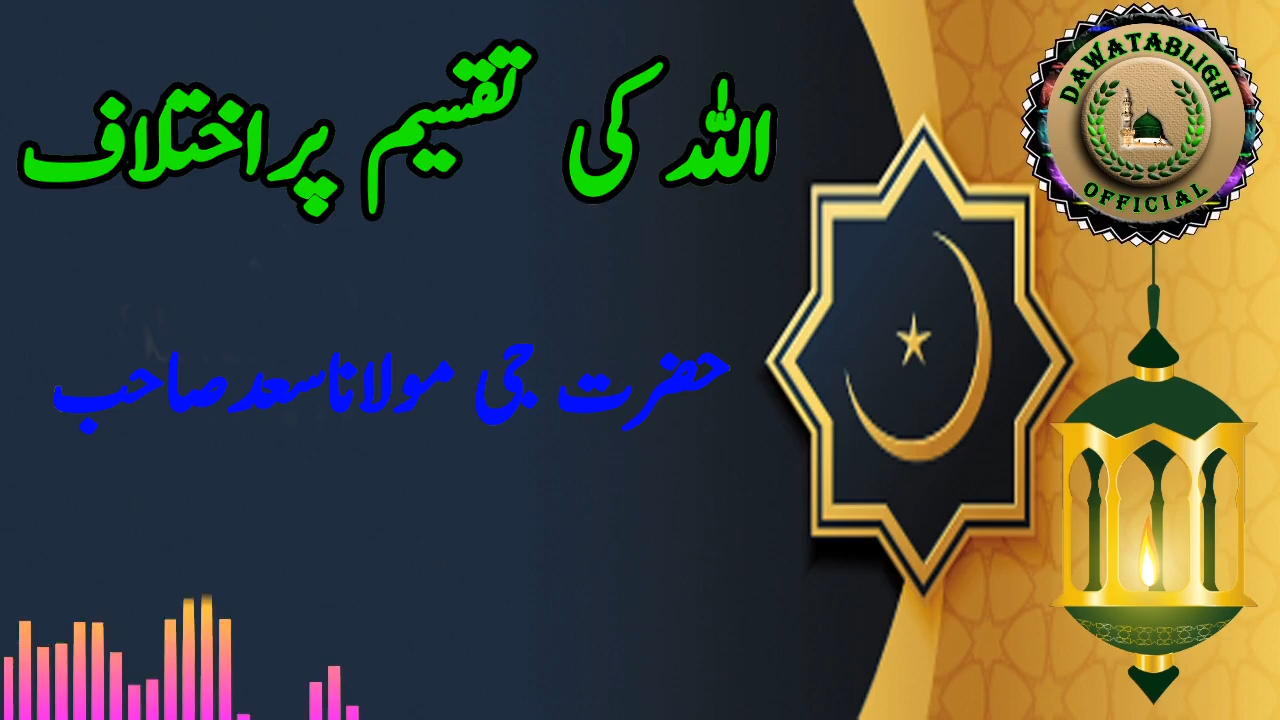 اللہ کی تقسیم پر اختلاف
حضرت جی مولانا سعد صاحب
DAWATABLIGH
OFFICIAL